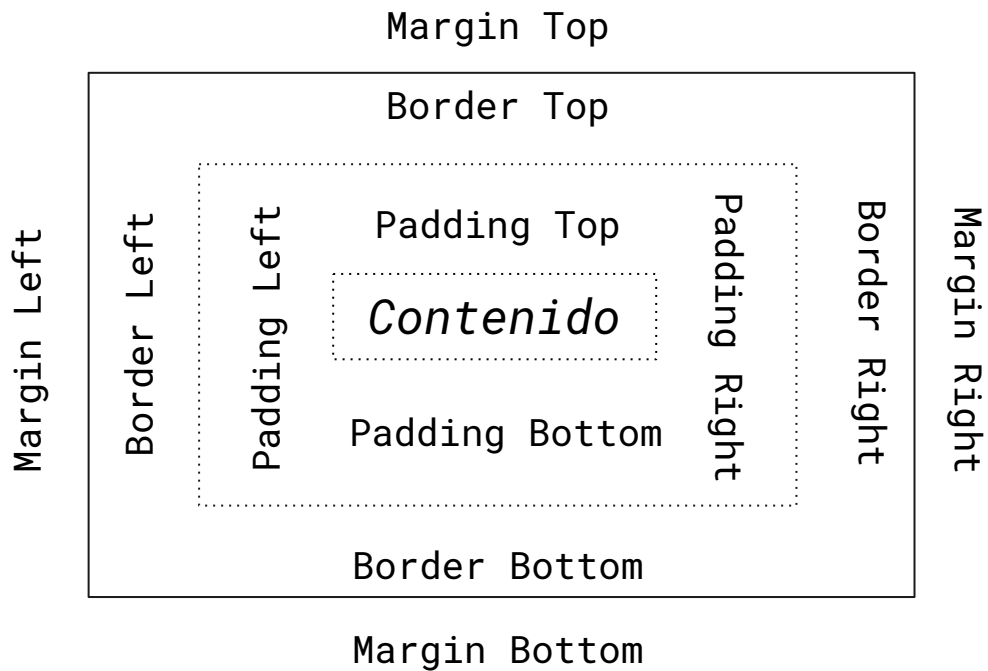 Margin Top
Border Top
Padding Top
Margin Left
Border Left
Padding Left
Contenido
Padding Right
Border Right
Margin Right
Padding Bottom
Border Bottom
Margin Bottom